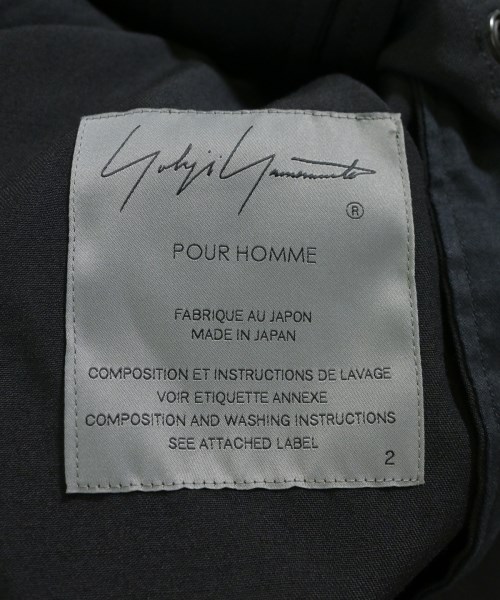 Yohji Yamamoto
®
POUR HOMME
FABRIQUE AU JAPON
MADE IN JAPAN
COMPOSITION ET INSTRUCTIONS DE LAVAGE
VOIR ETIQUETTE ANNEXE
COMPOSITION AND WASHING INSTRUCTIONS
SEE ATTACHED LABEL
2